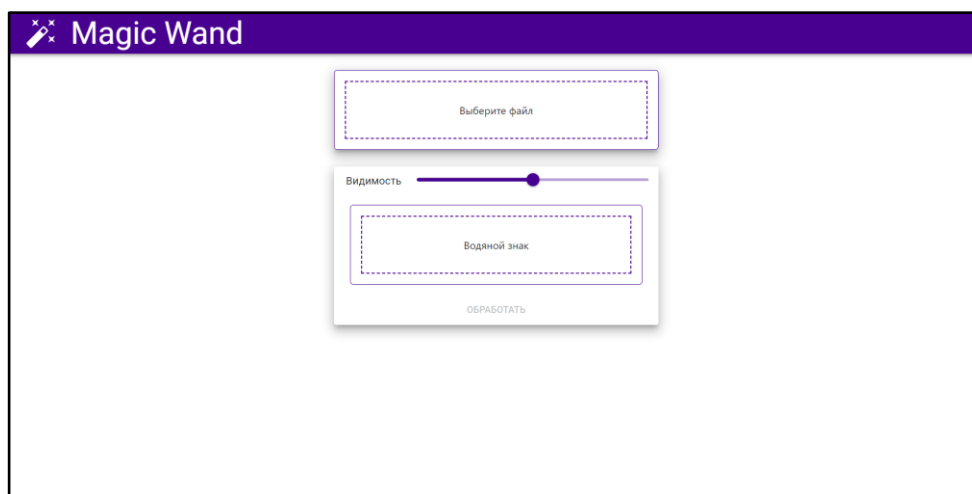 Magic Wand
Выберите файл
Видимость
Водяной знак
ОБРАБОТАТЬ